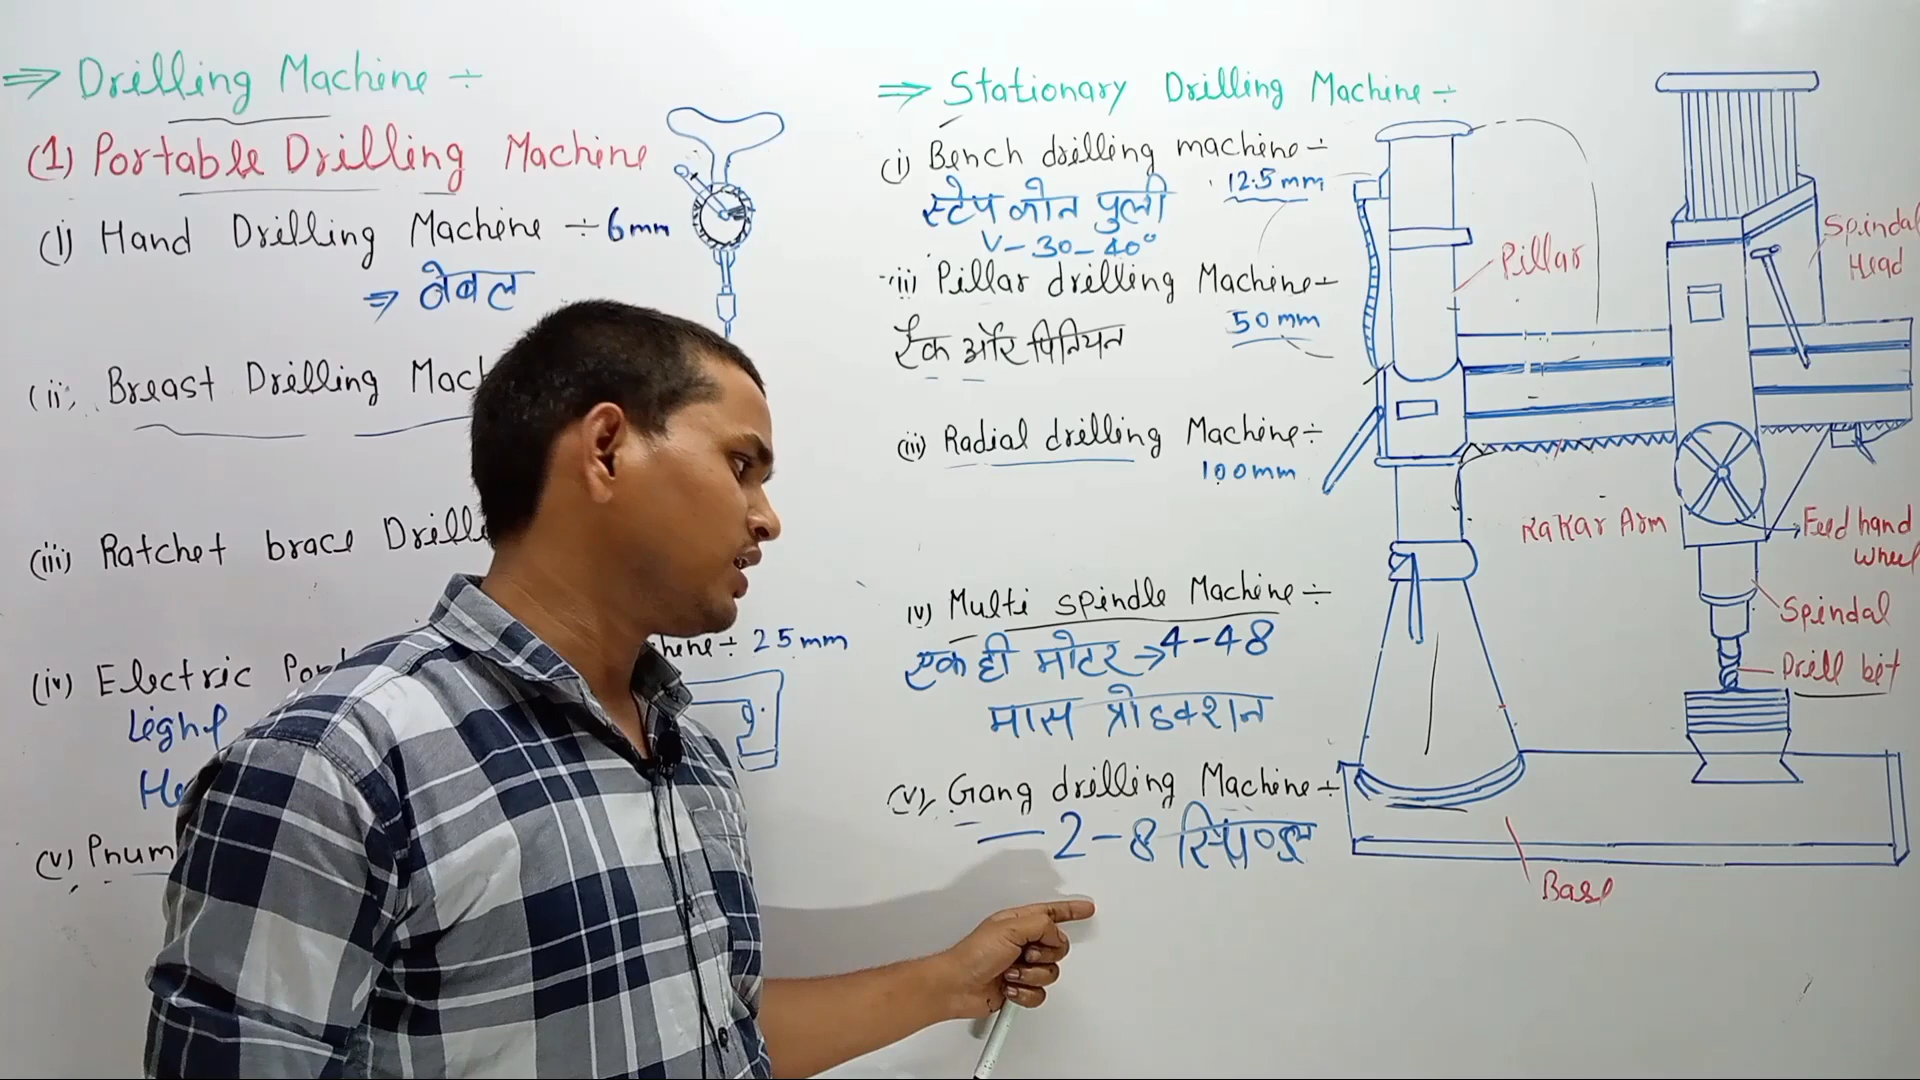 ⇒ Drilling Machine ÷
(1) Portable Drilling Machine
(i) Hand Drilling Machine ÷ 6mm
⇒ बेबल
(ii) Breast Drilling Mach
(iii) Ratchet brace Drill
(iv) Electric Por hine ÷ 25mm
Leght
He
(v) Pnum
⇒ Stationary Drilling Machine ÷
(i) Bench drilling machine ÷
12.5mm
स्टेप कोन पुली
V - 30 - 40°
(ii) Pillar drilling Machine ÷
50mm
रैक और पिनियन
(iii) Radial drilling Machine ÷
100mm
iv) Multi spindle Machine ÷
एक ही मोटर → 4-48
मास प्रोडक्शन
(v) Gang drilling Machine ÷
— 2-8 स्पिण्डल
Pillar
Spindal
Head
RaKar Arm
Feed hand
wheel
Spindal
Drill bit
Base